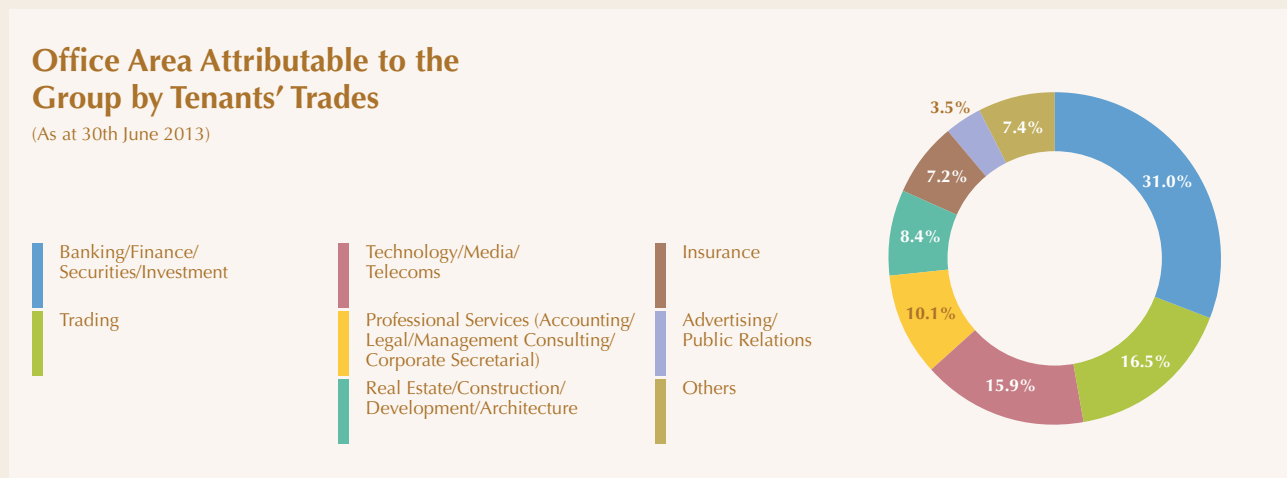 Office Area Attributable to the
Group by Tenants’ Trades
(As at 30th June 2013)
Banking/Finance/
Securities/Investment
Trading
Technology/Media/
Telecoms
Professional Services (Accounting/
Legal/Management Consulting/
Corporate Secretarial)
Real Estate/Construction/
Development/Architecture
Insurance
Advertising/
Public Relations
Others
3.5%
7.4%
31.0%
7.2%
8.4%
10.1%
16.5%
15.9%